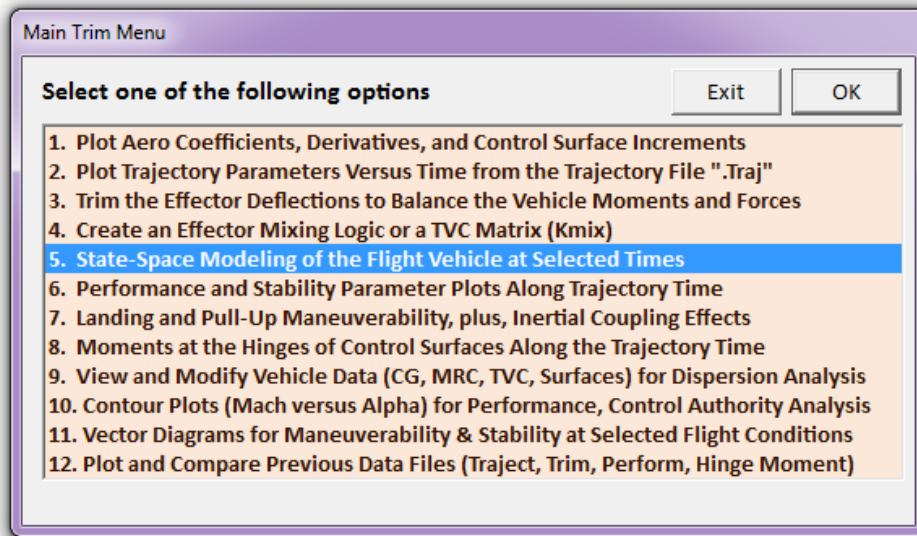 Main Trim Menu
Select one of the following options
Exit
OK
1. Plot Aero Coefficients, Derivatives, and Control Surface Increments
2. Plot Trajectory Parameters Versus Time from the Trajectory File ".Traj"
3. Trim the Effector Deflections to Balance the Vehicle Moments and Forces
4. Create an Effector Mixing Logic or a TVC Matrix (Kmix)
5. State-Space Modeling of the Flight Vehicle at Selected Times
6. Performance and Stability Parameter Plots Along Trajectory Time
7. Landing and Pull-Up Maneuverability, plus, Inertial Coupling Effects
8. Moments at the Hinges of Control Surfaces Along the Trajectory Time
9. View and Modify Vehicle Data (CG, MRC, TVC, Surfaces) for Dispersion Analysis
10. Contour Plots (Mach versus Alpha) for Performance, Control Authority Analysis
11. Vector Diagrams for Maneuverability & Stability at Selected Flight Conditions
12. Plot and Compare Previous Data Files (Traject, Trim, Perform, Hinge Moment)